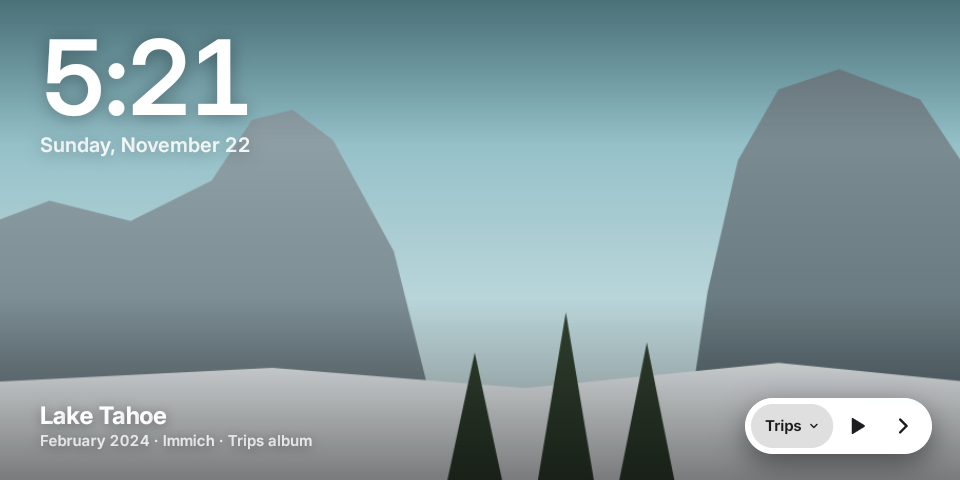 5:21
Sunday, November 22
Lake Tahoe
February 2024 · Immich · Trips album
Trips